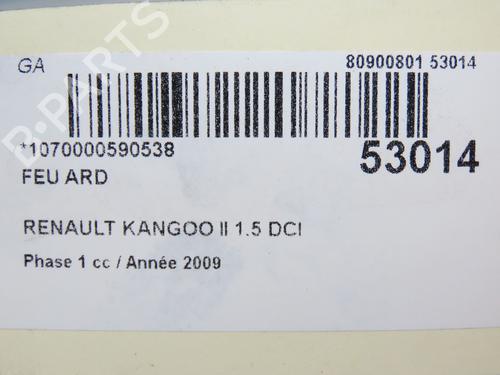 GA
80900801 53014
*1070000590538
53014
FEU ARD
RENAULT KANGOO II 1.5 DCI
Phase 1 cc / Année 2009
B-PARTS